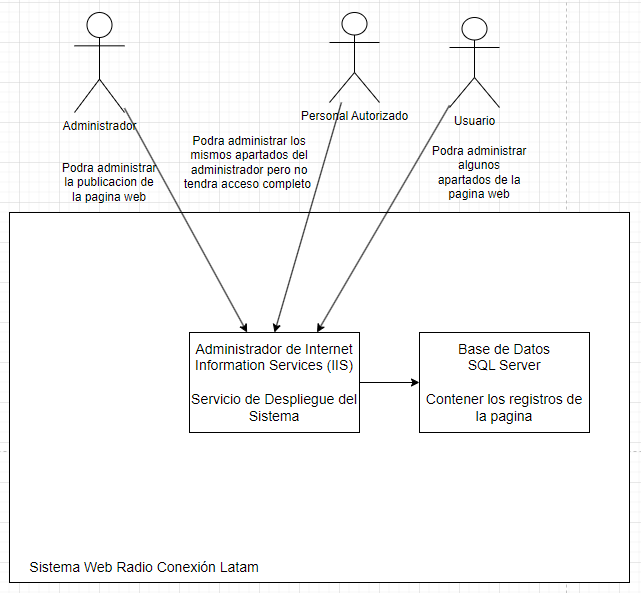 Administrador
Personal Autorizado
Usuario
Podra administrar
la publicacion de
la pagina web
Podra administrar los
mismos apartados del
administrador pero no
tendra acceso completo
Podra administrar
algunos
apartados de la
pagina web
Administrador de Internet
Information Services (IIS)
Servicio de Despliegue del
Sistema
Base de Datos
SQL Server
Contener los registros de
la pagina
Sistema Web Radio Conexión Latam